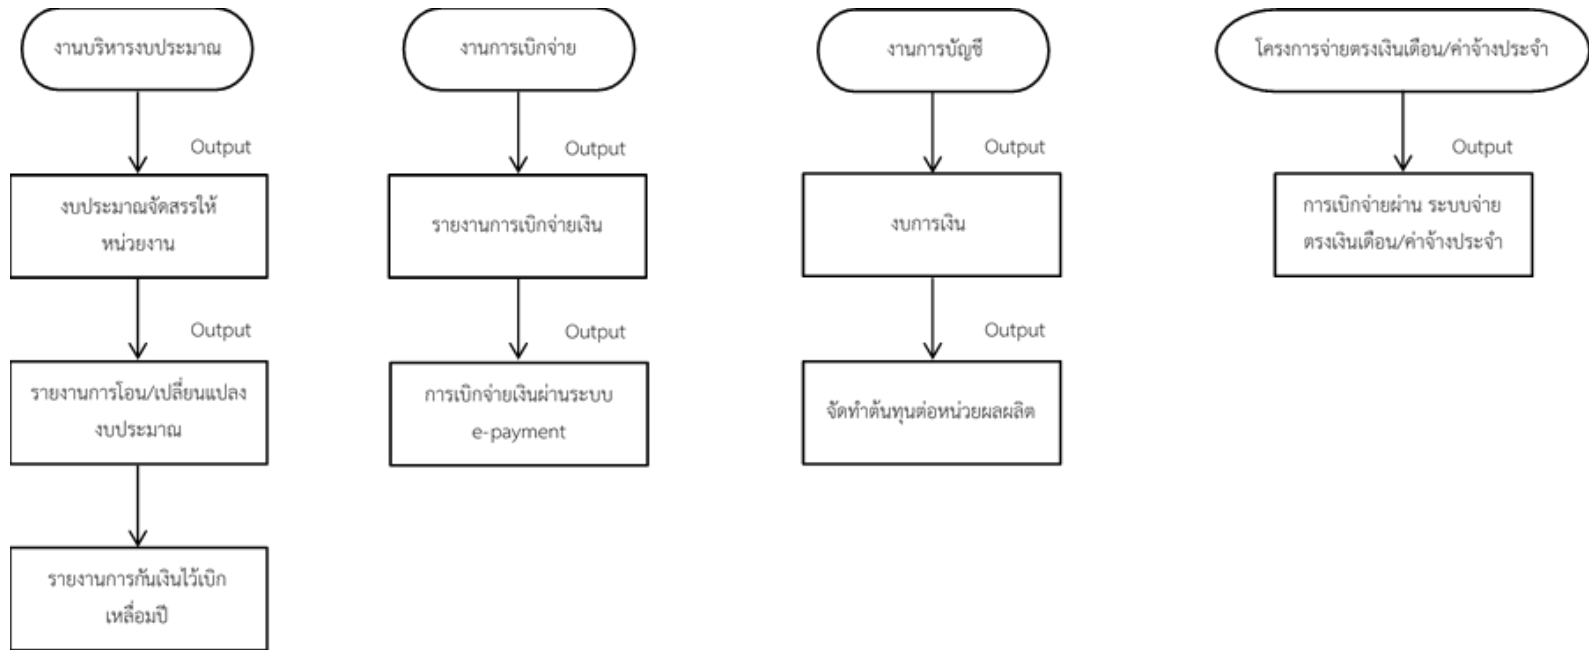 งานบริหารงบประมาณ
งานการเบิกจ่าย
งานการบัญชี
โครงการจ่ายตรงเงินเดือน/ค่าจ้างประจำ
Output
Output
Output
Output
งบประมาณจัดสรรให้
หน่วยงาน
รายงานการเบิกจ่ายเงิน
งบการเงิน
การเบิกจ่ายผ่าน ระบบจ่าย
ตรงเงินเดือน/ค่าจ้างประจำ
Output
Output
Output
รายงานการโอน/เปลี่ยนแปลง
งบประมาณ
การเบิกจ่ายเงินผ่านระบบ
e-payment
จัดทำต้นทุนต่อหน่วยผลผลิต
รายงานการกันเงินไว้เบิก
เหลื่อมปี